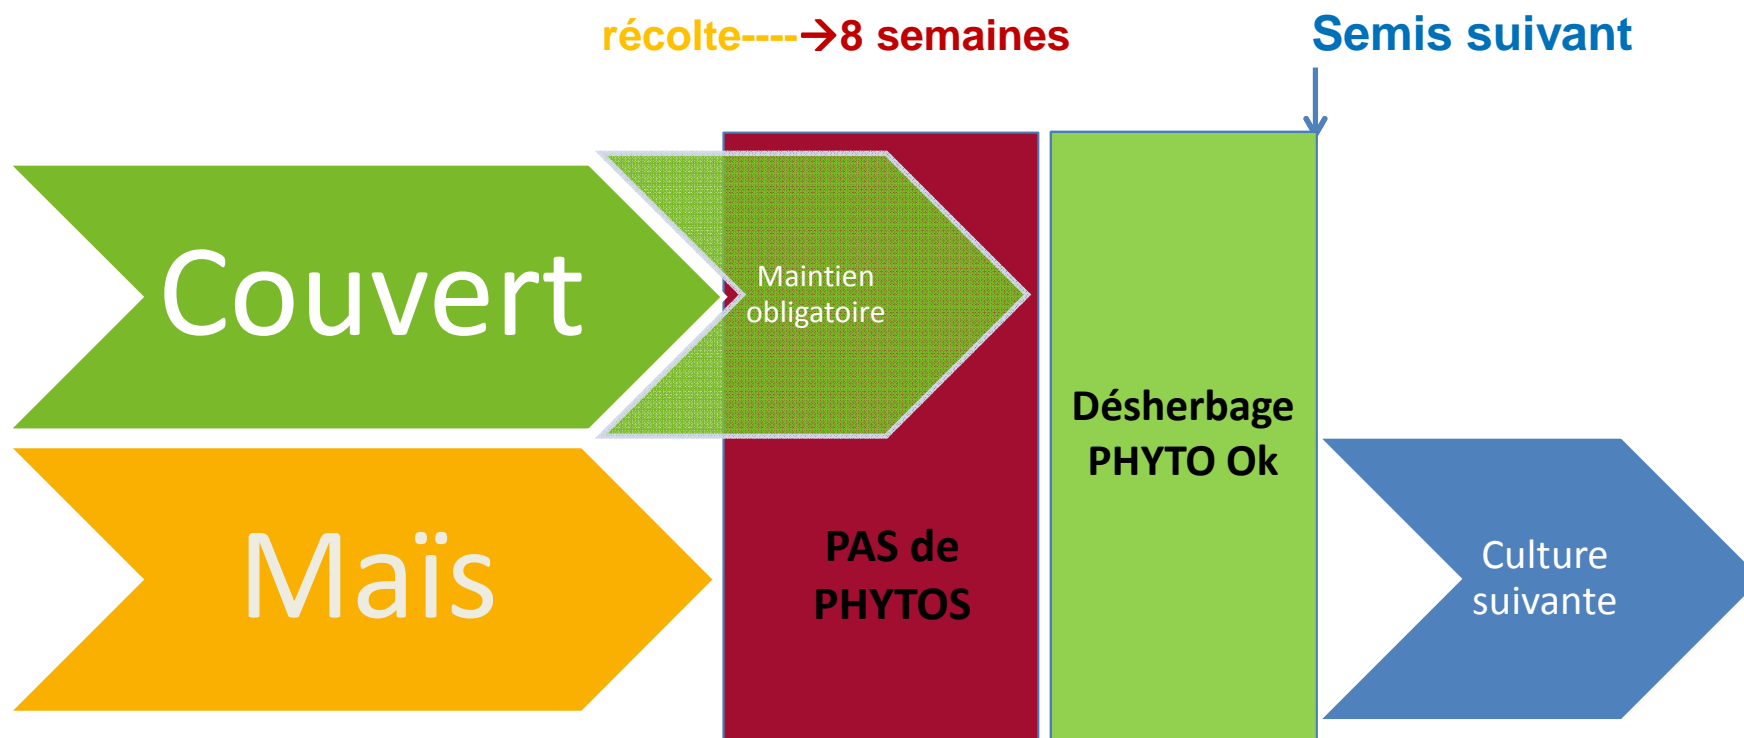 récolte----→8 semaines
Semis suivant
Couvert
Maintien
obligatoire
Désherbage
PHYTO Ok
Maïs
PAS de
PHYTOS
Culture
suivante